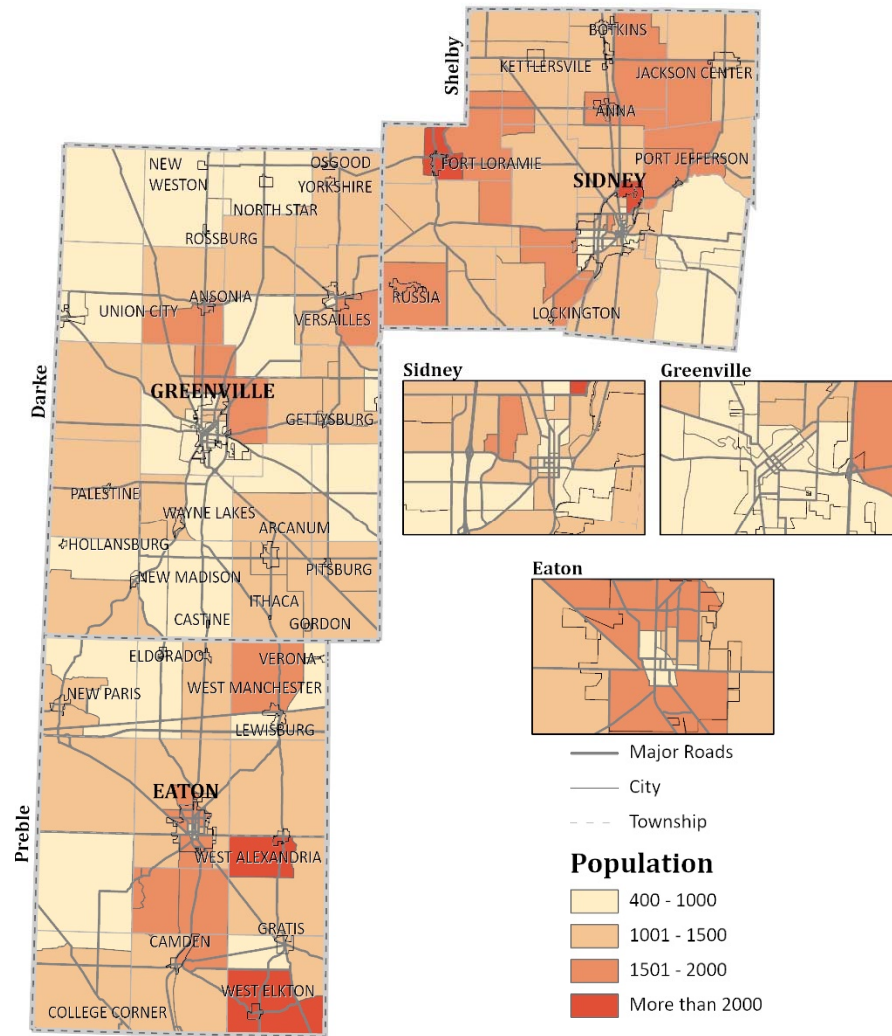 Shelby
BOTKINS
KETTLERSVILE
JACKSON CENTER
ANNA
FORT LORAMIE
PORT JEFFERSON
SIDNEY
RUSSIA
LOCKINGTON
Darke
NEW
WESTON
OSGOOD
YORKSHIRE
NORTH STAR
ROSSBURG
ANSONIA
UNION CITY
VERSAILLES
GREENVILLE
GETTYSBURG
PALESTINE
WAYNE LAKES
ARCANUM
HOLLANSBURG
PITSBURG
NEW MADISON
ITHACA
CASTINE
GORDON
Preble
ELDORADO
VERONA
WEST MANCHESTER
NEW PARIS
LEWISBURG
EATON
WEST ALEXANDRIA
GRATIS
CAMDEN
WEST ELKTON
COLLEGE CORNER
Sidney
Greenville
Eaton
Major Roads
City
Township
Population
400 - 1000
1001 - 1500
1501 - 2000
More than 2000